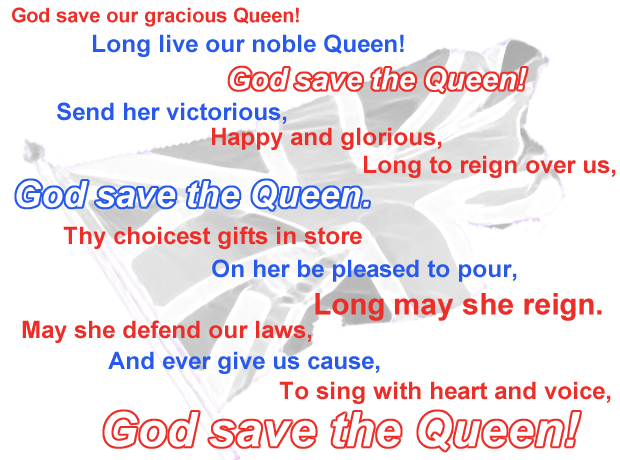 God save our gracious Queen!
Long live our noble Queen!
God save the Queen!
Send her victorious,
Happy and glorious,
Long to reign over us,
God save the Queen.
Thy choicest gifts in store
On her be pleased to pour,
Long may she reign.
May she defend our laws,
And ever give us cause,
To sing with heart and voice,
God save the Queen!